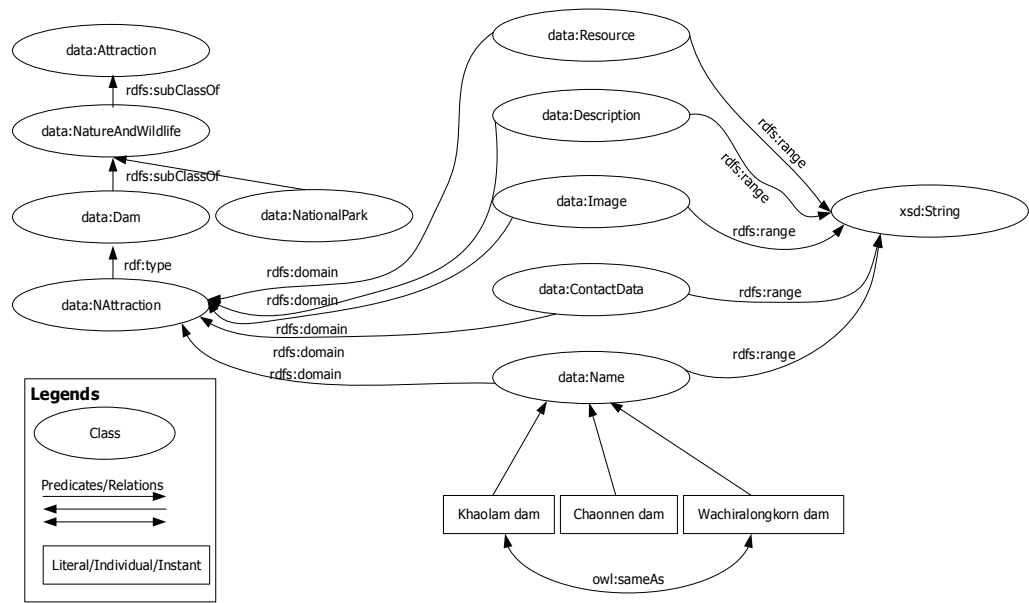 data:Attraction
rdfs:subClassOf
data:NatureAndWildlife
rdfs:subClassOf
data:Dam
data:NationalPark
rdf:type
data:NAttraction
data:Resource
data:Description
data:Image
data:ContactData
data:Name
rdfs:domain
rdfs:domain
rdfs:domain
rdfs:domain
rdfs:domain
rdfs:range
rdfs:range
rdfs:range
rdfs:range
rdfs:range
xsd:String
Khaolam dam
Chaonnen dam
Wachiralongkorn dam
owl:sameAs
Legends
Class
Predicates/Relations
Literal/Individual/Instant